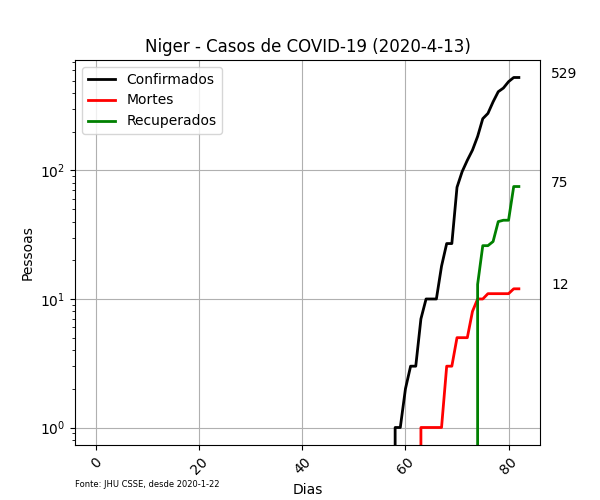 Niger - Casos de COVID-19 (2020-4-13)
Confirmados
Mortes
Recuperados
529
75
12
10²
10¹
10⁰
Pessoas
0
20
40
60
80
Dias
Fonte: JHU CSSE, desde 2020-1-22